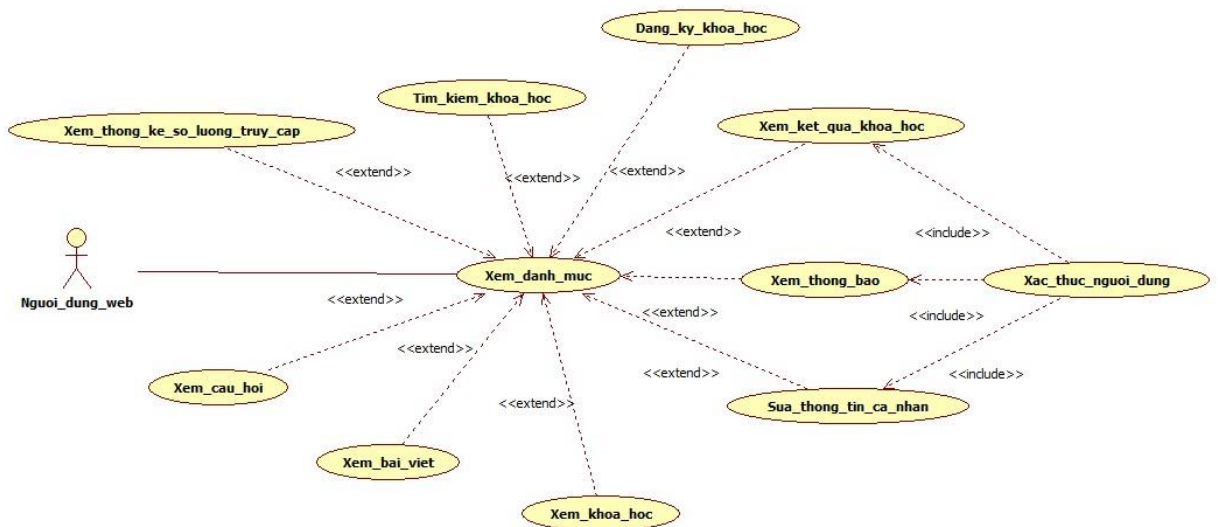 Dang_ky_khoa_hoc
Tim_kiem_khoa_hoc
Xem_thong_ke_so_luong_truy_cap
Xem_ket_qua_khoa_hoc
<<extend>>
<<extend>>
<<extend>>
<<extend>>
<<include>>
Xem_danh_muc
Xem_thong_bao
Xac_thuc_nguoi_dung
Nguoi_dung_web
<<extend>>
<<extend>>
<<include>>
<<extend>>
<<extend>>
<<include>>
Xem_cau_hoi
<<extend>>
Sua_thong_tin_ca_nhan
Xem_bai_viet
Xem_khoa_hoc